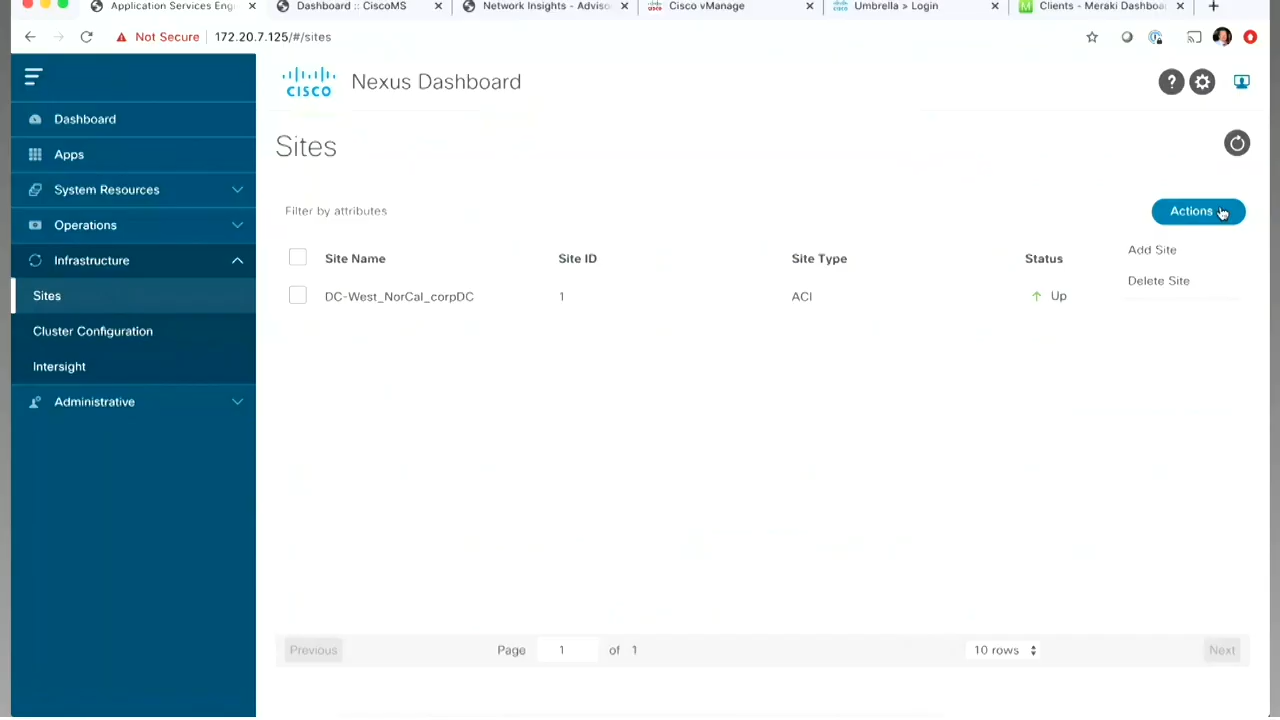 Application Services Eng
Dashboard :: CiscoMS
Network Insights - Adviso
Cisco vManage
Umbrella » Login
Clients - Meraki Dashboa
Not Secure
172.20.7.125/#/sites
CISCO
Nexus Dashboard
Dashboard
Apps
System Resources
Operations
Infrastructure
Sites
Cluster Configuration
Intersight
Administrative
Sites
Filter by attributes
Actions
Add Site
Delete Site
Site Name Site ID Site Type Status
DC-West_NorCal_corpDC 1 ACI Up
Previous Page 1 of 1 10 rows Next